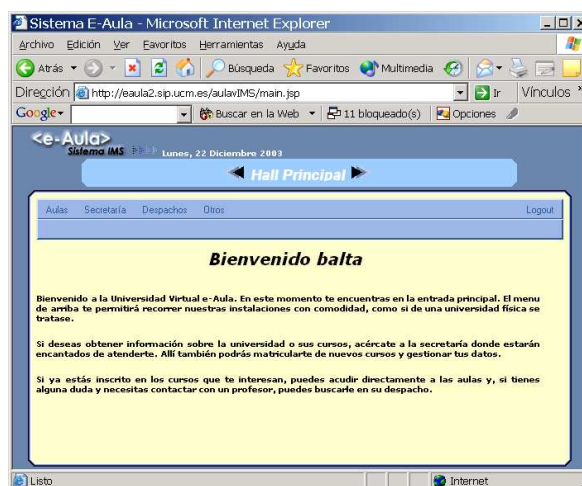 Sistema E-Aula - Microsoft Internet Explorer
Archivo Edición Ver Favoritos Herramientas Ayuda
Atrás Búsqueda Favoritos Multimedia
Dirección http://eaula2.sip.ucm.es/aulavIMS/main.jsp Ir Vínculos »
Google Buscar en la Web 11 bloqueado(s) Opciones
<e-Aula>
Sistema IMS Lunes, 22 Diciembre 2003
Hall Principal
Aulas Secretaría Despachos Otros Logout
Bienvenido balta
Bienvenido a la Universidad Virtual e-Aula. En este momento te encuentras en la entrada principal. El menu
de arriba te permitirá recorrer nuestras instalaciones con comodidad, como si de una universidad física se
tratase.
Si deseas obtener información sobre la universidad o sus cursos, acércate a la secretaría donde estarán
encantados de atenderte. Allí también podrás matricularte de nuevos cursos y gestionar tus datos.
Si ya estás inscrito en los cursos que te interesan, puedes acudir directamente a las aulas y, si tienes
alguna duda y necesitas contactar con un profesor, puedes buscarle en su despacho.
Listo Internet